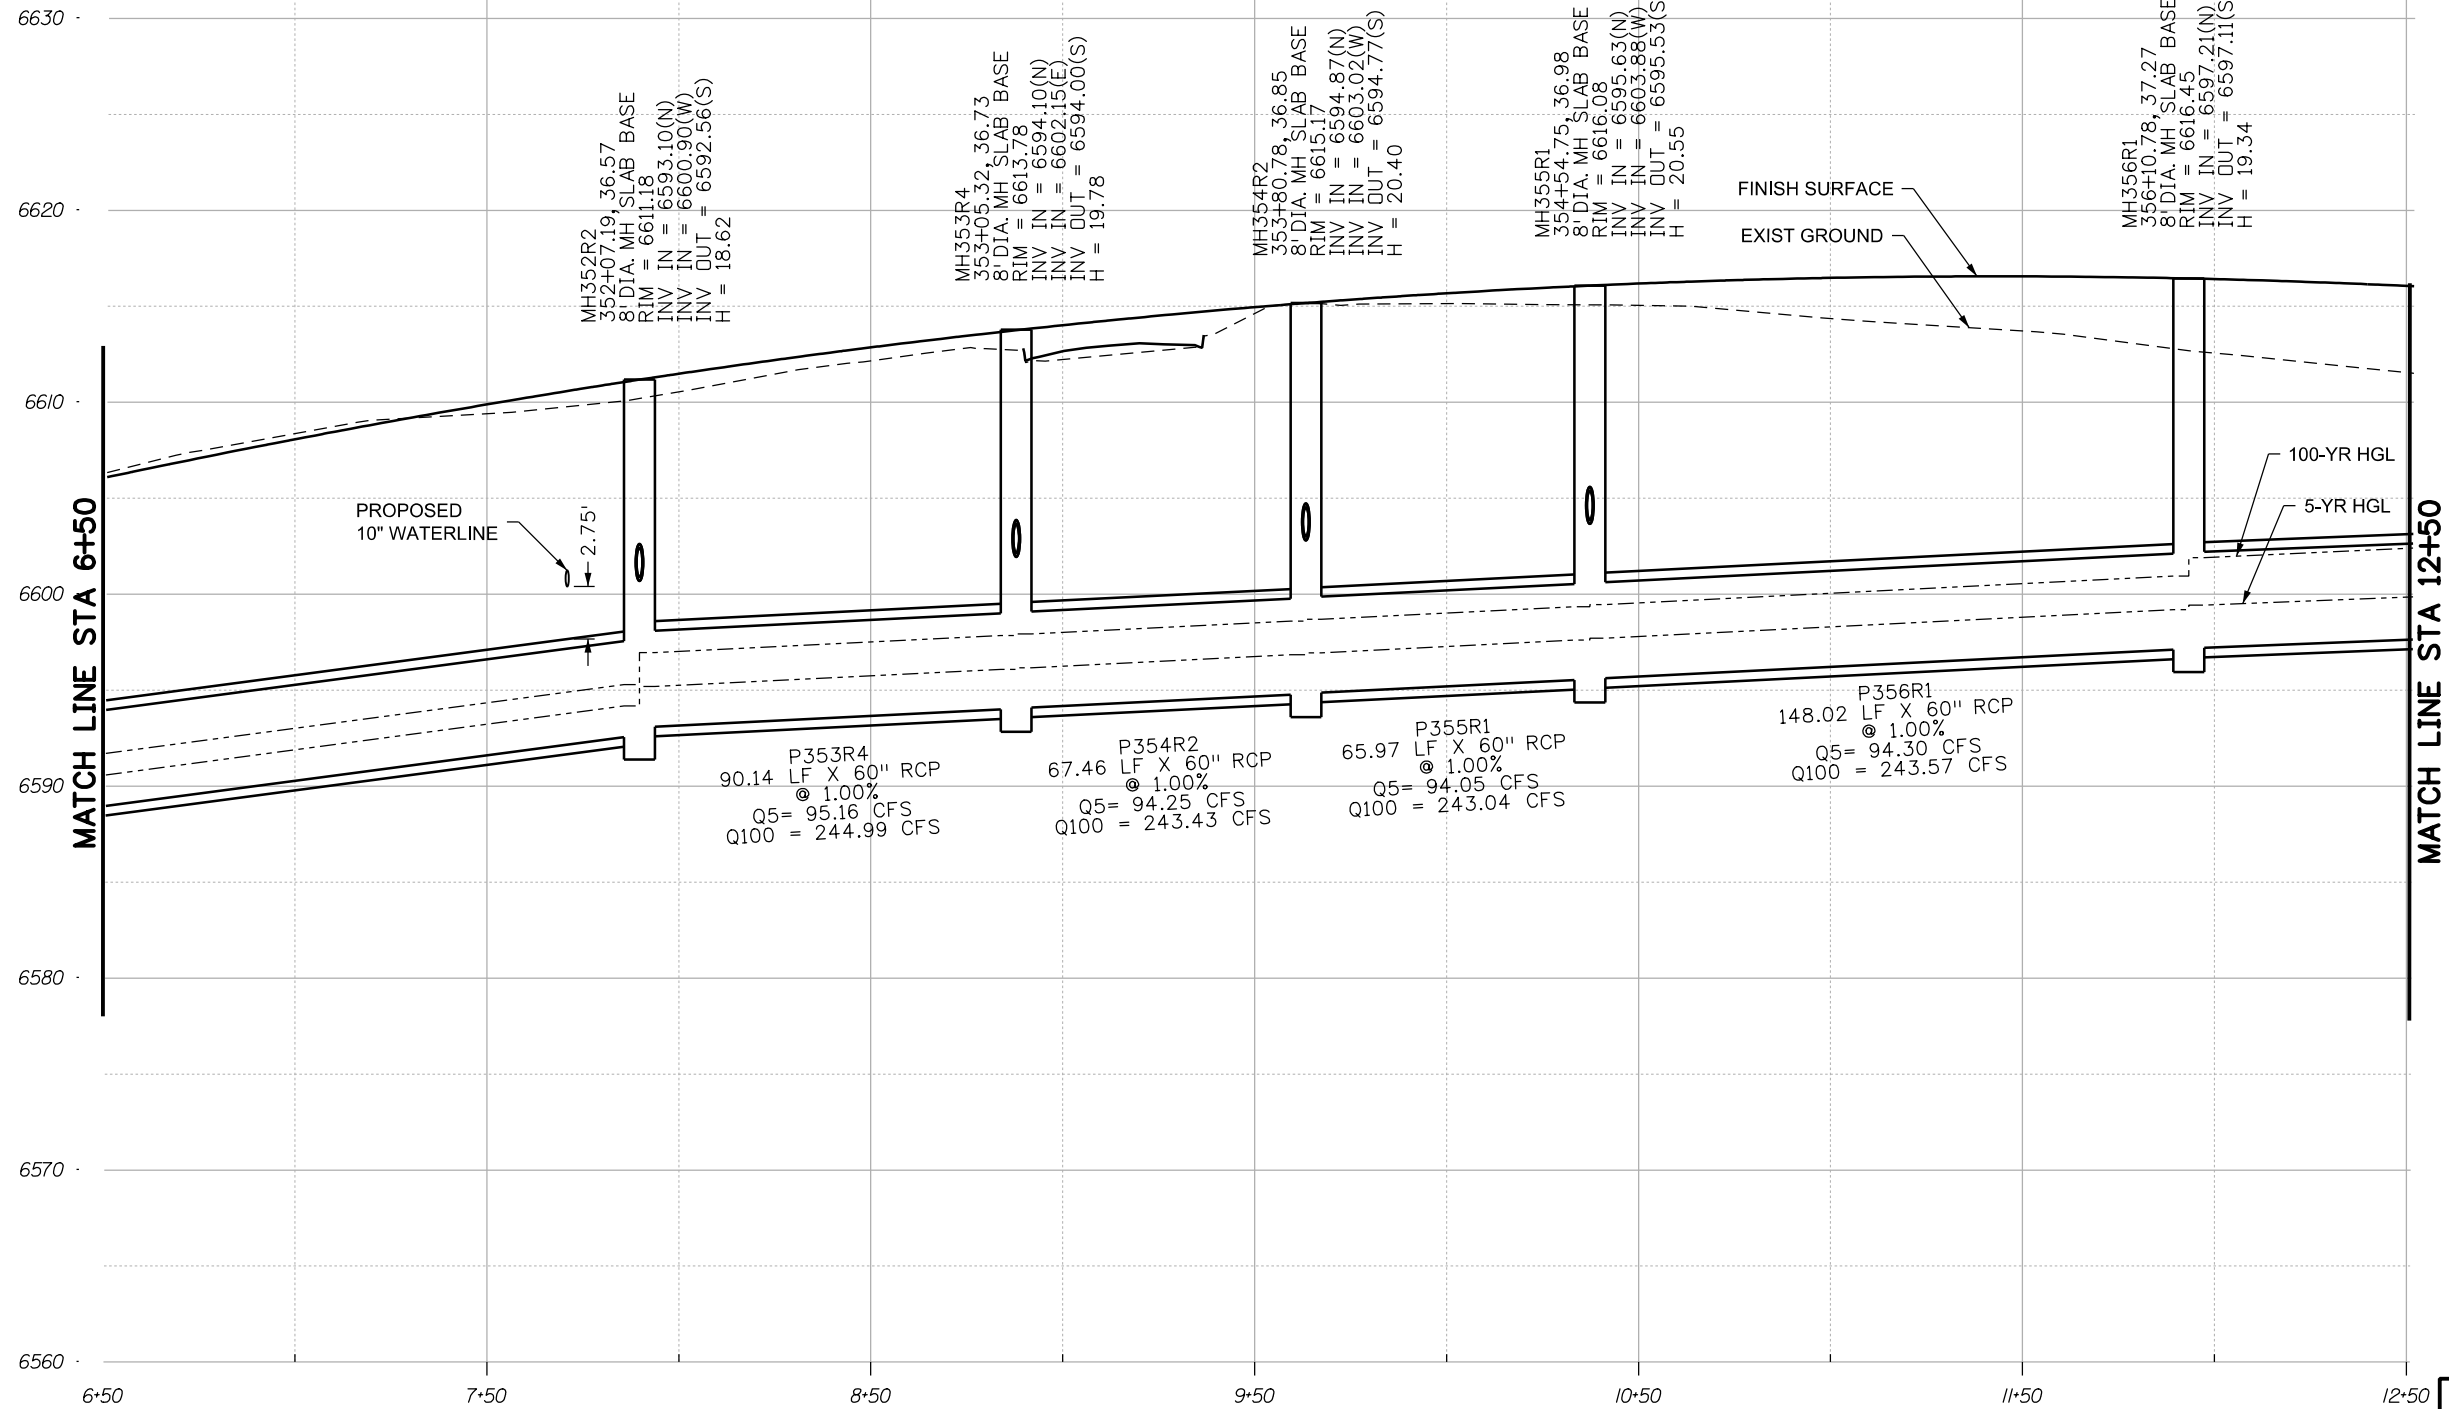 6630
6620
6610
6600
6590
6580
6570
6560
MATCH LINE STA 6+50
MH352R2
352+07.19, 36.57
8' DIA. MH SLAB BASE
RIM = 6611.18
INV IN = 6593.10(N)
INV IN = 6600.90(W)
INV OUT = 6592.56(S)
H = 18.62
MH353R4
353+05.32, 36.73
8' DIA. MH SLAB BASE
RIM = 6613.78
INV IN = 6594.10(N)
INV IN = 6602.15(E)
INV OUT = 6594.00(S)
H = 19.78
MH354R2
353+80.78, 36.85
8' DIA. MH SLAB BASE
RIM = 6615.17
INV IN = 6594.87(N)
INV IN = 6603.02(W)
INV OUT = 6594.77(S)
H = 20.40
MH355R1
354+54.75, 36.98
8' DIA. MH SLAB BASE
RIM = 6616.08
INV IN = 6595.63(N)
INV IN = 6603.88(W)
INV OUT = 6595.53(S
H = 20.55
MH356R1
356+10.78, 37.27
8' DIA. MH SLAB BASE
RIM = 6616.45
INV IN = 6597.21(N)
INV OUT = 6597.11(S
H = 19.34
FINISH SURFACE
EXIST GROUND
PROPOSED
10" WATERLINE
2.75'
100-YR HGL
5-YR HGL
P353R4
90.14 LF X 60" RCP
@ 1.00%
Q5= 95.16 CFS
Q100 = 244.99 CFS
P354R2
67.46 LF X 60" RCP
@ 1.00%
Q5= 94.25 CFS
Q100 = 243.43 CFS
P355R1
65.97 LF X 60" RCP
@ 1.00%
Q5= 94.05 CFS
Q100 = 243.04 CFS
P356R1
148.02 LF X 60" RCP
@ 1.00%
Q5= 94.30 CFS
Q100 = 243.57 CFS
MATCH LINE STA 12+50
6+50
7+50
8+50
9+50
10+50
11+50
12+50